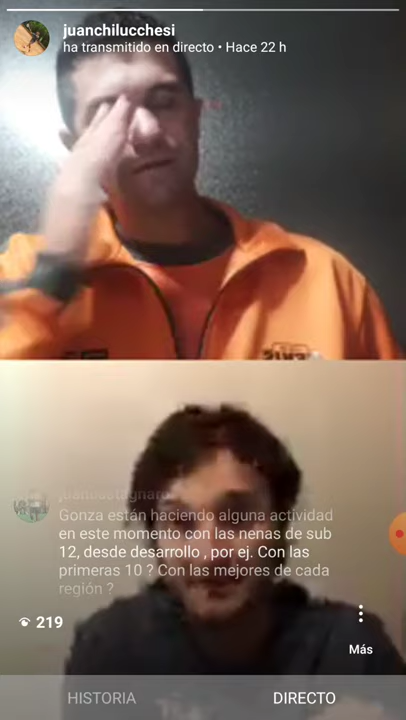 juanchilucchesi
ha transmitido en directo • Hace 22 h
Gonza están haciendo alguna actividad
en este momento con las nenas de sub
12, desde desarrollo , por ej. Con las
primeras 10 ? Con las mejores de cada
región ?
219
Más
HISTORIA
DIRECTO